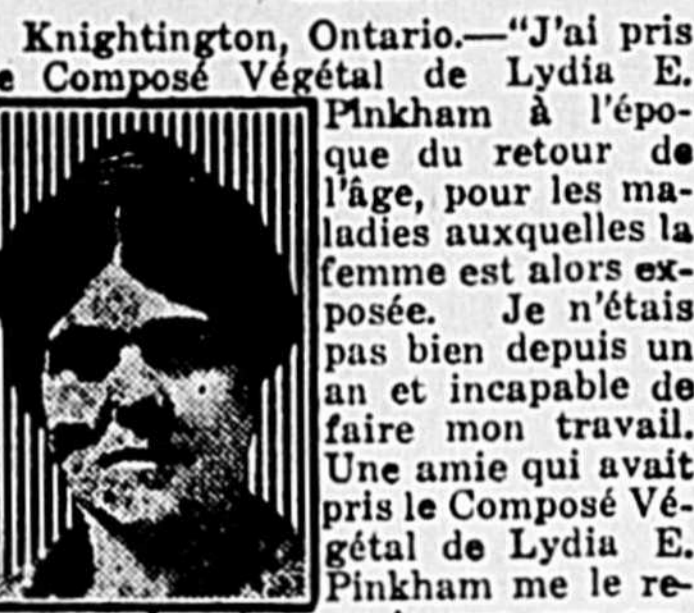 Knightington, Ontario.—“J'ai pris
e Composé Végétal de Lydia E.
Pinkham à l'épo-
que du retour de
l'âge, pour les ma-
ladies auxquelles la
femme est alors ex-
posée. Je n'étais
pas bien depuis un
an et incapable de
faire mon travail.
Une amie qui avait
pris le Composé Vé-
gétal de Lydia E.
Pinkham me le re-